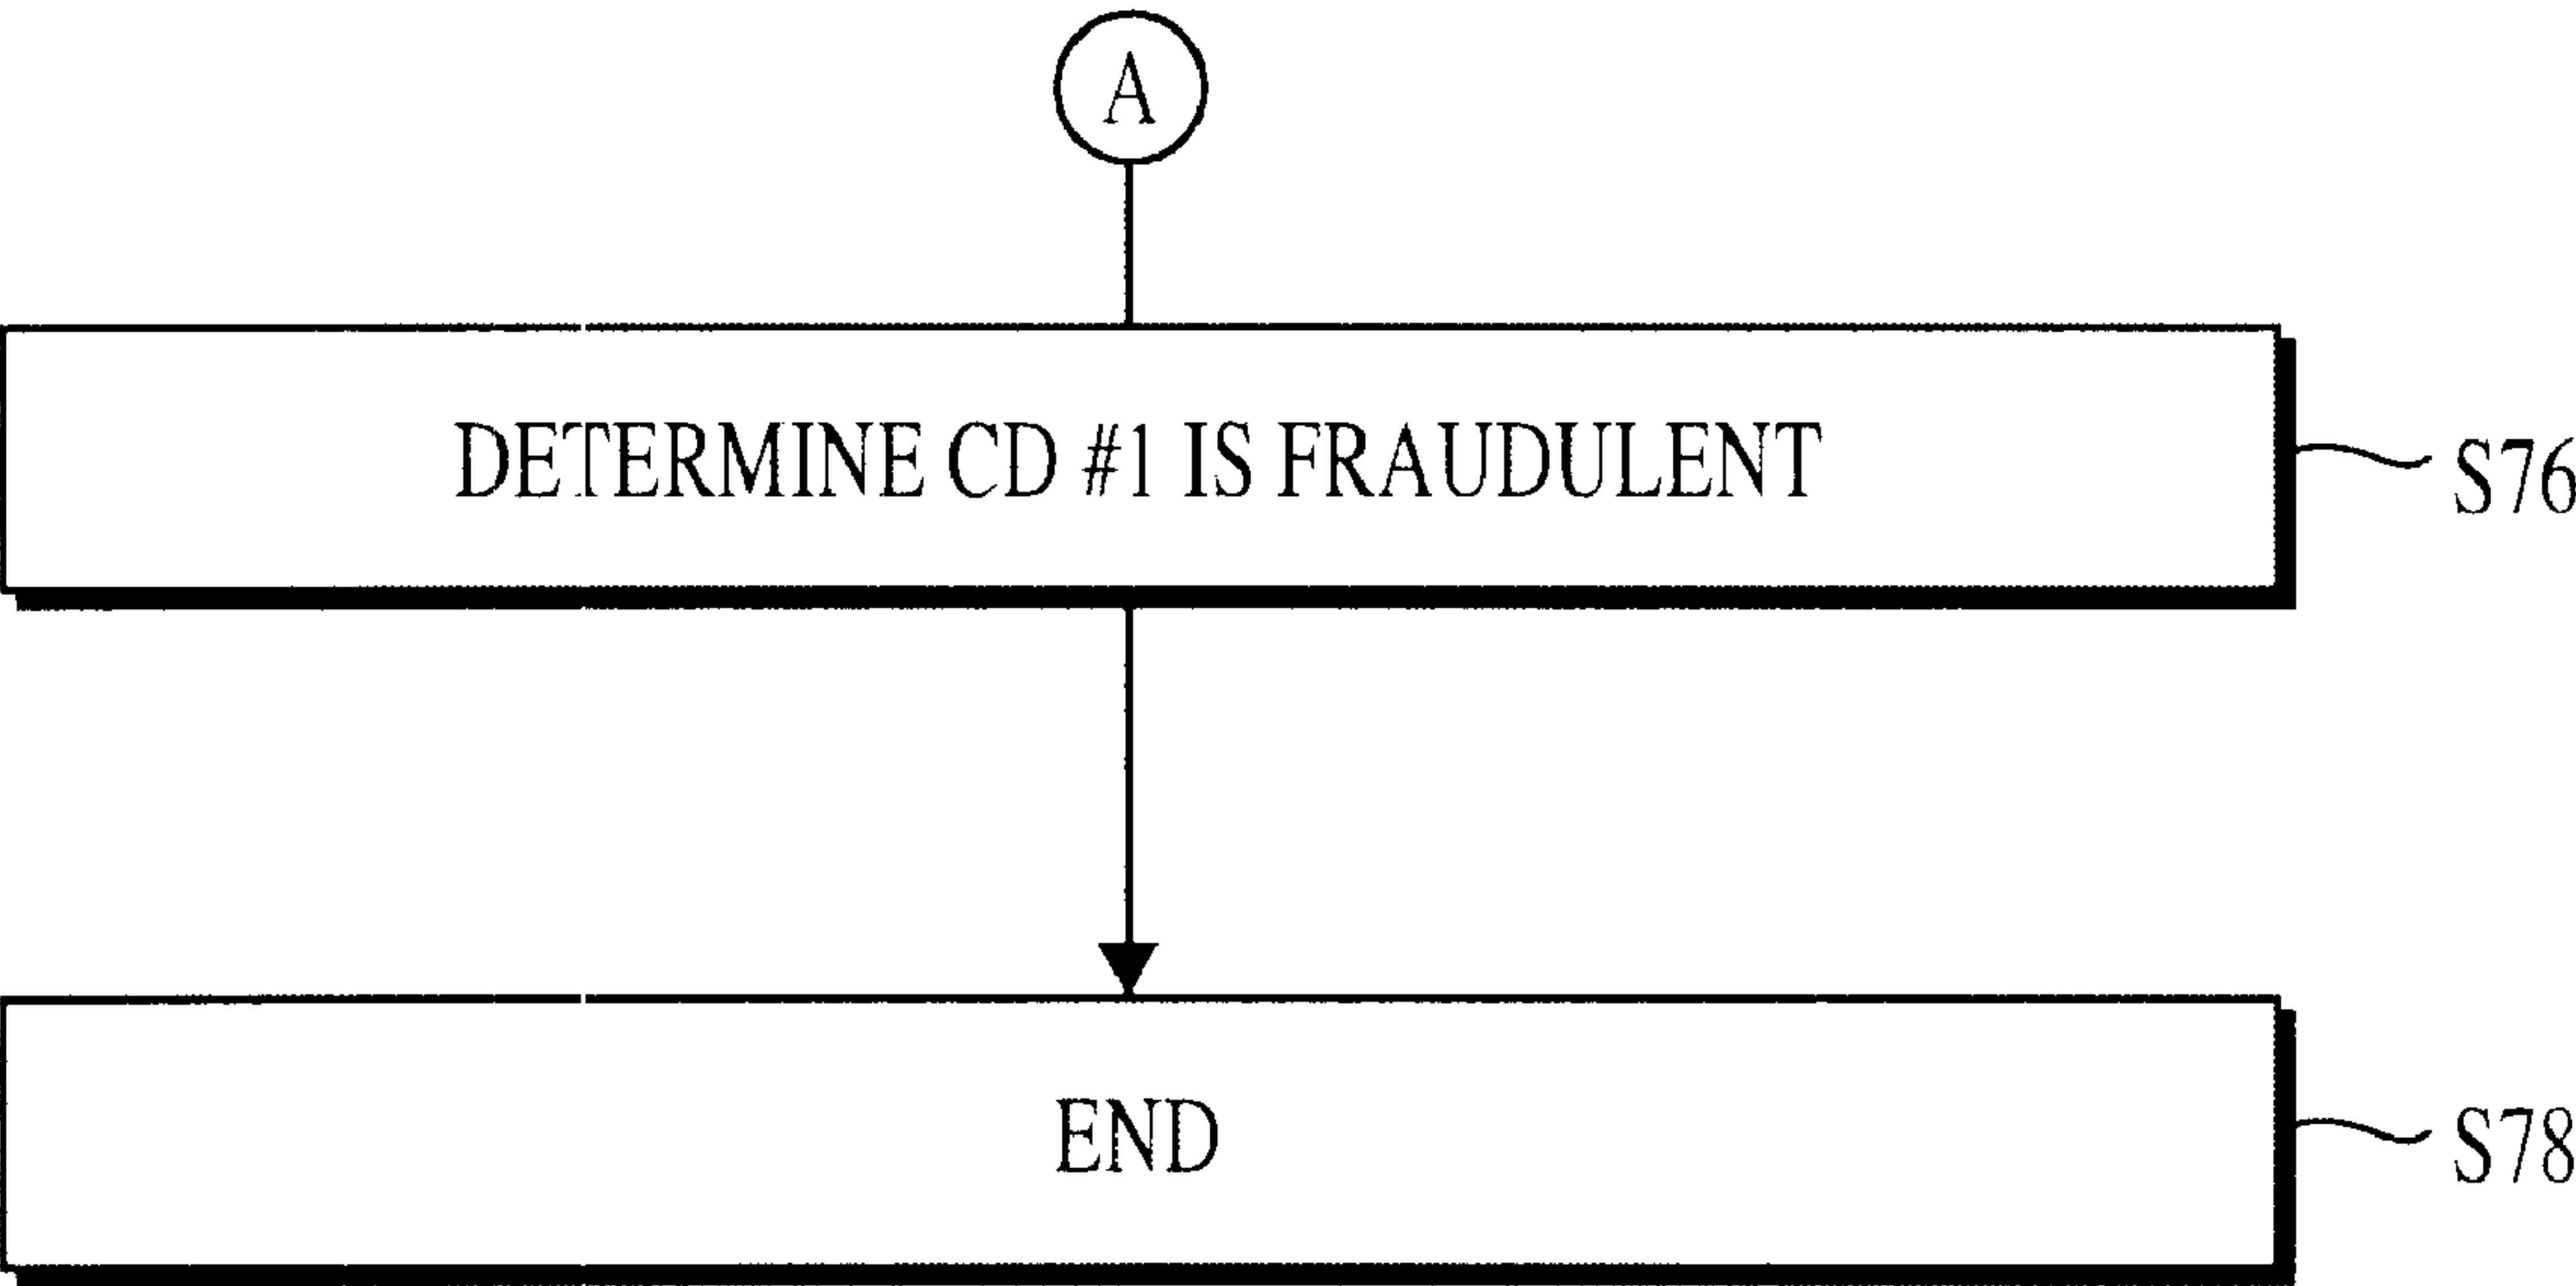 A
DETERMINE CD #1 IS FRAUDULENT
S76
END
S78